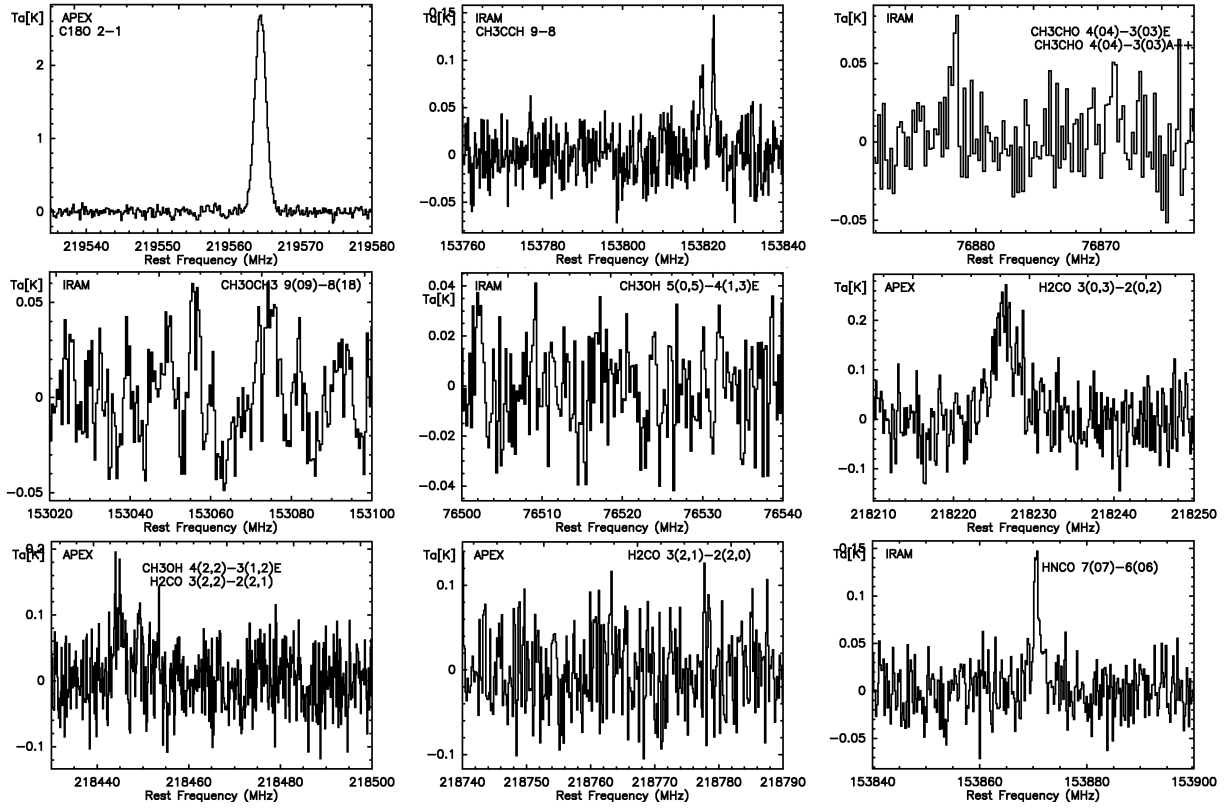 Ta[K] APEX
C18O 2−1
2
1
0
219540 219550 219560 219570 219580
Rest Frequency (MHz)
0.15
Ta[K] IRAM
CH3CCH 9−8
0.1
0.05
0
−0.05
153760 153780 153800 153820 153840
Rest Frequency (MHz)
Ta[K] IRAM
CH3CHO 4(04)−3(03)E
CH3CHO 4(04)−3(03)A++
0.05
0
−0.05
76880 76870
Rest Frequency (MHz)
Ta[K] IRAM CH3OCH3 9(09)−8(18)
0.05
0
−0.05
153020 153040 153060 153080 153100
Rest Frequency (MHz)
0.04
Ta[K] IRAM CH3OH 5(0,5)−4(1,3)E
0.02
0
−0.02
−0.04
76500 76510 76520 76530 76540
Rest Frequency (MHz)
Ta[K] APEX H2CO 3(0,3)−2(0,2)
0.2
0.1
0
−0.1
218210 218220 218230 218240 218250
Rest Frequency (MHz)
0.2
Ta[K] APEX
CH3OH 4(2,2)−3(1,2)E
H2CO 3(2,2)−2(2,1)
0.1
0
−0.1
218440 218460 218480 218500
Rest Frequency (MHz)
Ta[K] APEX H2CO 3(2,1)−2(2,0)
0.1
0
−0.1
218740 218750 218760 218770 218780 218790
Rest Frequency (MHz)
0.15
Ta[K] IRAM
HNCO 7(07)−6(06)
0.1
0.05
0
−0.05
153840 153860 153880 153900
Rest Frequency (MHz)